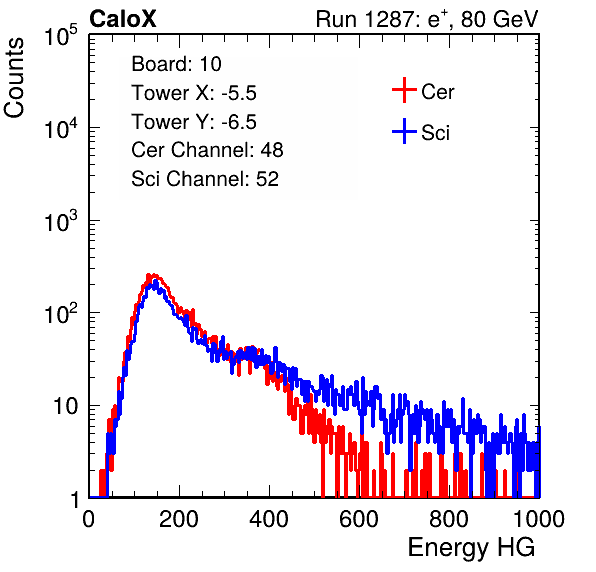 CaloX Run 1287: e⁺, 80 GeV
Counts
Board: 10
Tower X: -5.5
Tower Y: -6.5
Cer Channel: 48
Sci Channel: 52
Cer
Sci
10⁵
10⁴
10³
10²
10
1
0 200 400 600 800 1000
Energy HG